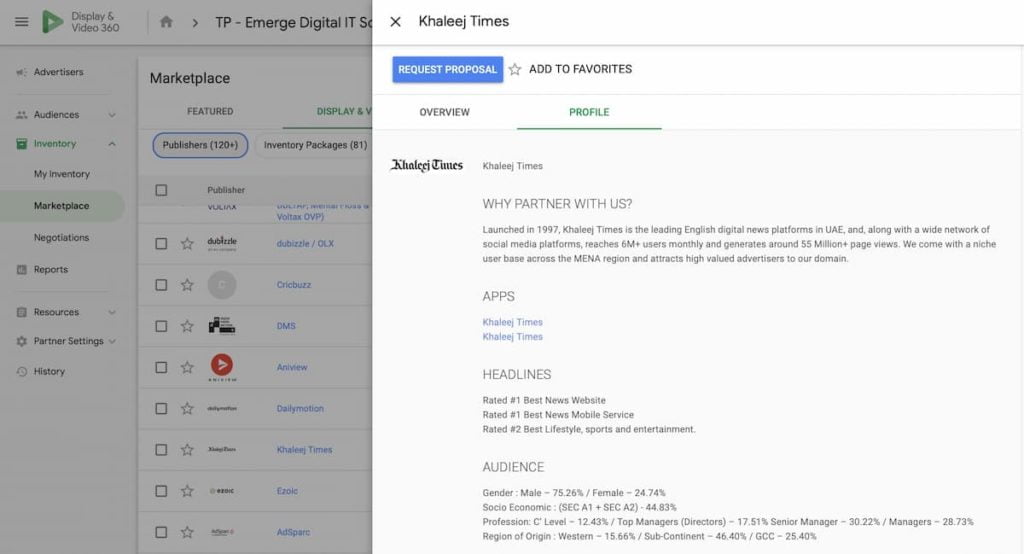 Display &
Video 360
TP - Emerge Digital IT Sc
Advertisers
Audiences
Inventory
My Inventory
Marketplace
Negotiations
Reports
Resources
Partner Settings
History
Marketplace
FEATURED
DISPLAY & V
Publishers (120+)
Inventory Packages (81)
Publisher
VOLTAX
Voltax OVP)
dubizzle
dubizzle / OLX
C
Cricbuzz
DMS
ANIVIEW
Aniview
dailymotion
Dailymotion
Khaleej Times
Khaleej Times
EZOIC
Ezoic
AdSparc
AdSparc
Khaleej Times
REQUEST PROPOSAL
ADD TO FAVORITES
OVERVIEW
PROFILE
Khaleej Times
Khaleej Times
WHY PARTNER WITH US?
Launched in 1997, Khaleej Times is the leading English digital news platforms in UAE, and, along with a wide network of
social media platforms, reaches 6M+ users monthly and generates around 55 Million+ page views. We come with a niche
user base across the MENA region and attracts high valued advertisers to our domain.
APPS
Khaleej Times
Khaleej Times
HEADLINES
Rated #1 Best News Website
Rated #1 Best News Mobile Service
Rated #2 Best Lifestyle, sports and entertainment.
AUDIENCE
Gender : Male – 75.26% / Female – 24.74%
Socio Economic : (SEC A1 + SEC A2) - 44.83%
Profession: C' Level – 12.43% / Top Managers (Directors) – 17.51% Senior Manager – 30.22% / Managers – 28.73%
Region of Origin : Western – 15.66% / Sub-Continent – 46.40% / GCC – 25.40%